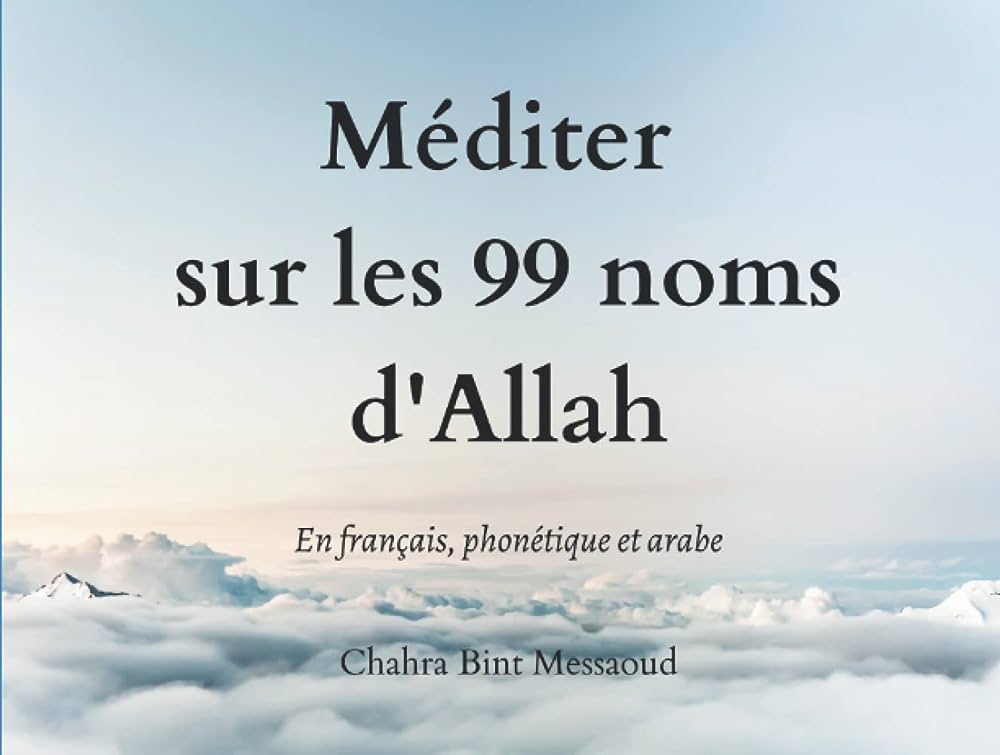 Méditer
sur les 99 noms
d'Allah
En français, phonétique et arabe
Chahra Bint Messaoud